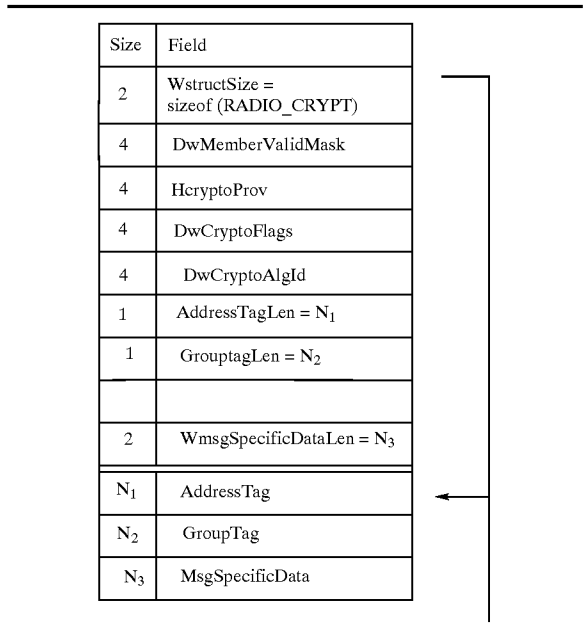 Size Field
2 WstructSize =
sizeof (RADIO_CRYPT)
4 DwMemberValidMask
4 HcryptoProv
4 DwCryptoFlags
4 DwCryptoAlgId
1 AddressTagLen = N₁
1 GrouptagLen = N₂
2 WmsgSpecificDataLen = N₃
N₁ AddressTag
N₂ GroupTag
N₃ MsgSpecificData